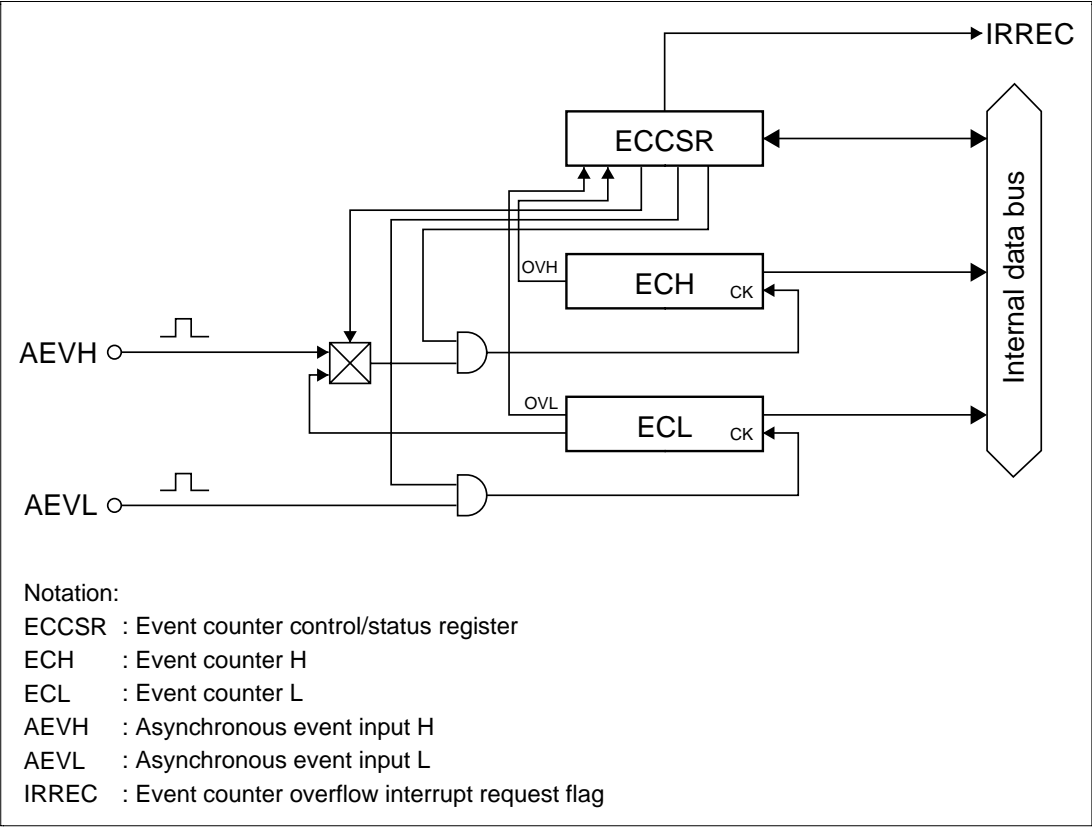 IRREC
ECCSR
Internal data bus
OVH
ECH
CK
AEVH
OVL
ECL
CK
AEVL
Notation:
ECCSR : Event counter control/status register
ECH : Event counter H
ECL : Event counter L
AEVH : Asynchronous event input H
AEVL : Asynchronous event input L
IRREC : Event counter overflow interrupt request flag